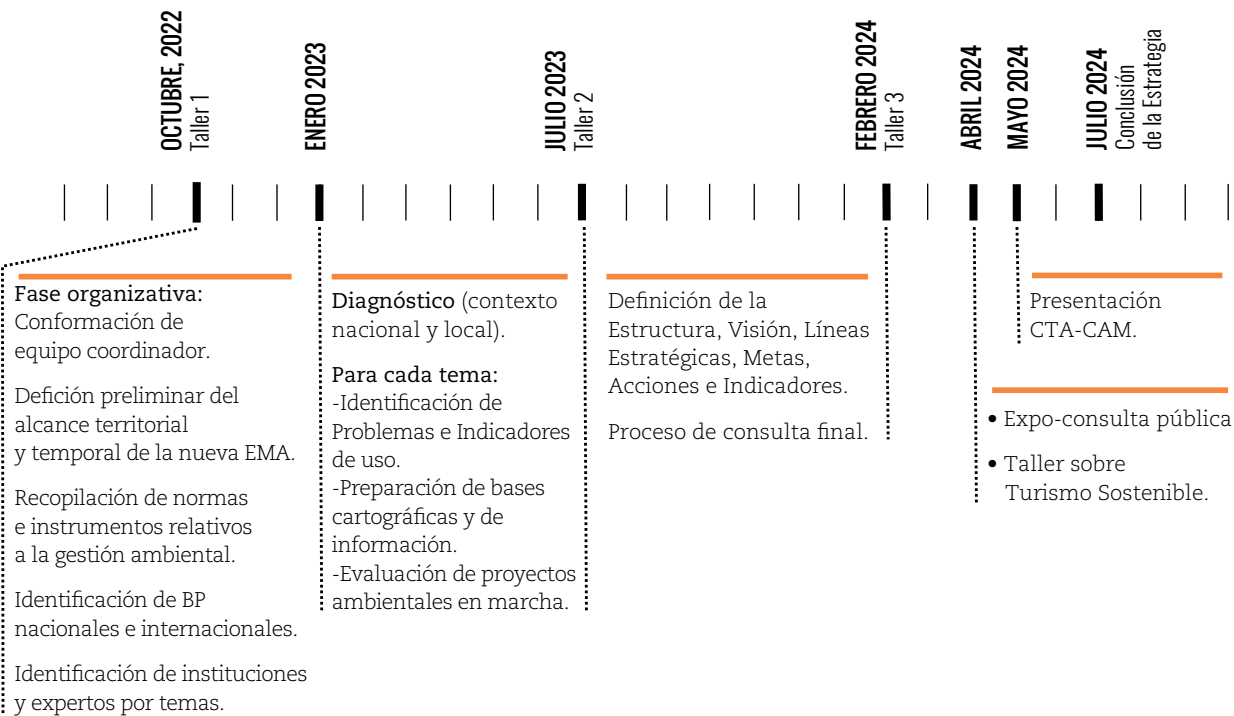 OCTUBRE, 2022
Taller 1
ENERO 2023
JULIO 2023
Taller 2
FEBRERO 2024
Taller 3
ABRIL 2024
MAYO 2024
JULIO 2024
Conclusión
de la Estrategia
Fase organizativa:
Conformación de
equipo coordinador.
Defición preliminar del
alcance territorial
y temporal de la nueva EMA.
Recopilación de normas
e instrumentos relativos
a la gestión ambiental.
Identificación de BP
nacionales e internacionales.
Identificación de instituciones
y expertos por temas.
Diagnóstico (contexto
nacional y local).
Para cada tema:
-Identificación de
Problemas e Indicadores
de uso.
-Preparación de bases
cartográficas y de
información.
-Evaluación de proyectos
ambientales en marcha.
Definición de la
Estructura, Visión, Líneas
Estratégicas, Metas,
Acciones e Indicadores.
Proceso de consulta final.
Presentación
CTA-CAM.
• Expo-consulta pública
• Taller sobre
Turismo Sostenible.